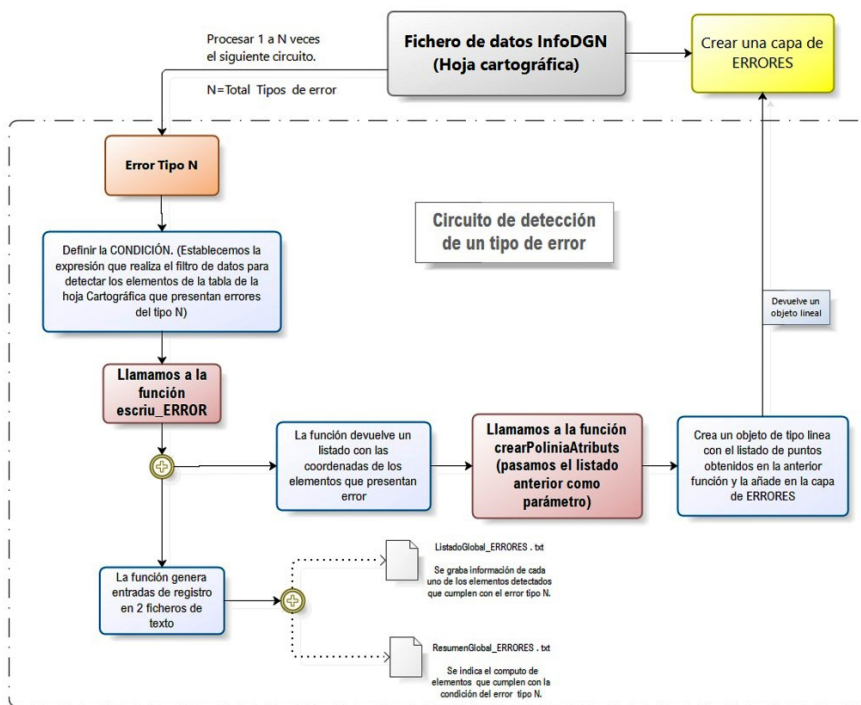 Procesar 1 a N veces
el siguiente circuito.
N=Total Tipos de error
Fichero de datos InfoDGN
(Hoja cartográfica)
Crear una capa de
ERRORES
Error Tipo N
Circuito de detección
de un tipo de error
Definir la CONDICIÓN. (Establecemos la
expresión que realiza el filtro de datos para
detectar los elementos de la tabla de la
hoja Cartográfica que presentan errores
del tipo N)
Devuelve un
objeto lineal
Llamamos a la
función
escriu_ERROR
La función devuelve un
listado con las
coordenadas de los
elementos que presentan
error
Llamamos a la función
crearPoliniaAtributs
(pasamos el listado
anterior como
parámetro)
Crea un objeto de tipo linea
con el listado de puntos
obtenidos en la anterior
función y la añade en la capa
de ERRORES
La función genera
entradas de registro
en 2 ficheros de
texto
ListadoGlobal_ERRORES . txt
Se graba información de cada
uno de los elementos detectados
que cumplen con el error tipo N.
ResumenGlobal_ERRORES . txt
Se indica el computo de
elementos que cumplen con la
condición del error tipo N.